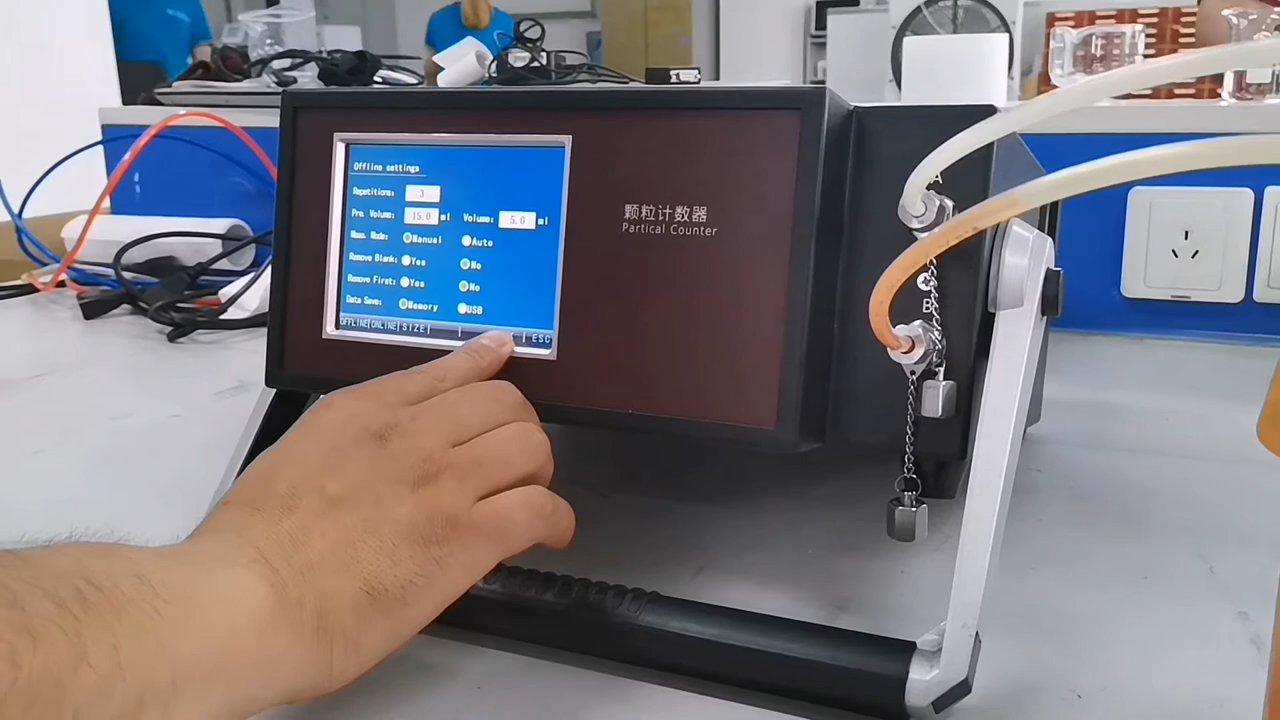 Offline settings
Repetitions: 3
Pre. Volume: 15.0 ml Volume: 5.0 ml
Meas. Mode: Manual Auto
Remove Blank: Yes No
Remove First: Yes No
Data Save: Memory USB
OFFLINE|ONLINE|SIZE| | | ESC
颗粒计数器
Partical Counter
A
B